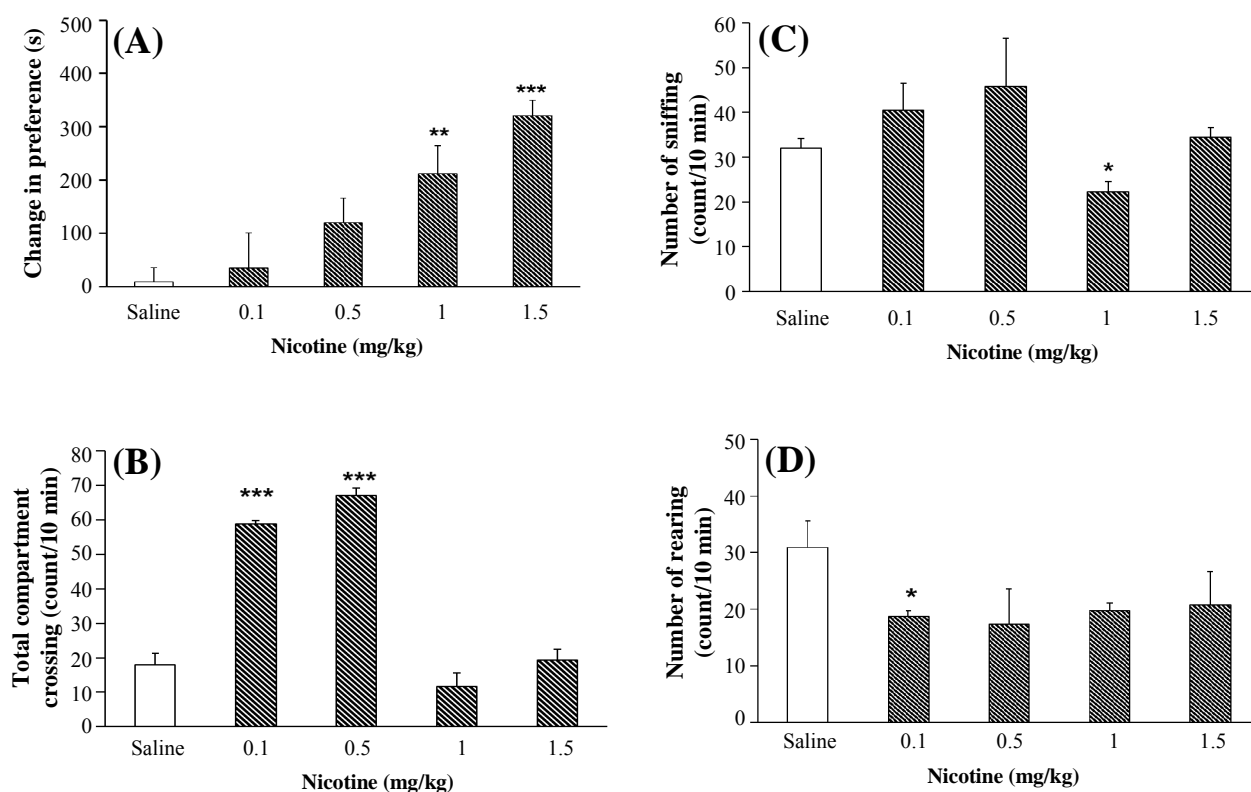 (A)
Change in preference (s)
500
400
300
200
100
0
**
***
Saline 0.1 0.5 1 1.5
Nicotine (mg/kg)
(C)
Number of sniffing
(count/10 min)
60
50
40
30
20
10
0
*
Saline 0.1 0.5 1 1.5
Nicotine (mg/kg)
(B)
Total compartment
crossing (count/10 min)
80
70
60
50
40
30
20
10
0
***
***
Saline 0.1 0.5 1 1.5
Nicotine (mg/kg)
(D)
Number of rearing
(count/10 min)
50
40
30
20
10
0
*
Saline 0.1 0.5 1 1.5
Nicotine (mg/kg)